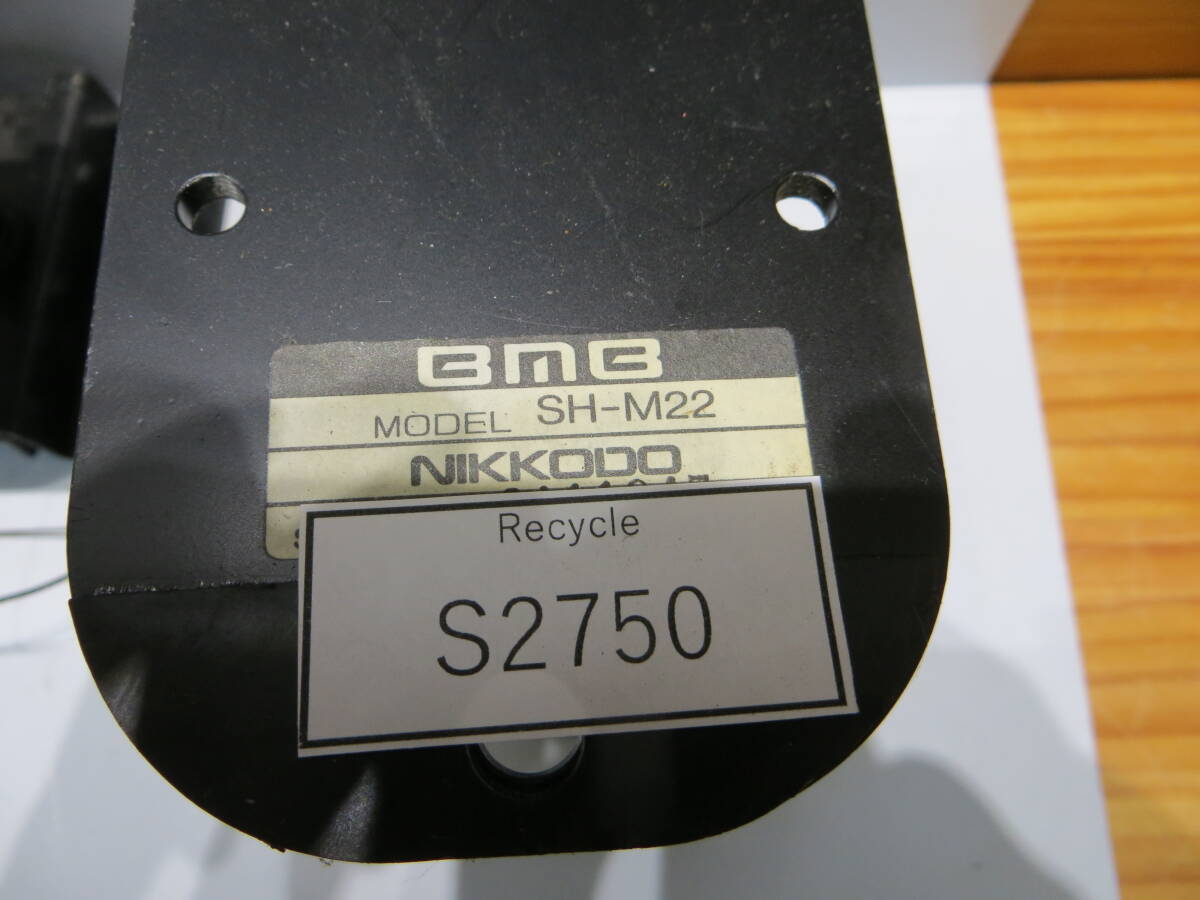 BMB
MODEL SH-M22
NIKKODO
Recycle
S2750